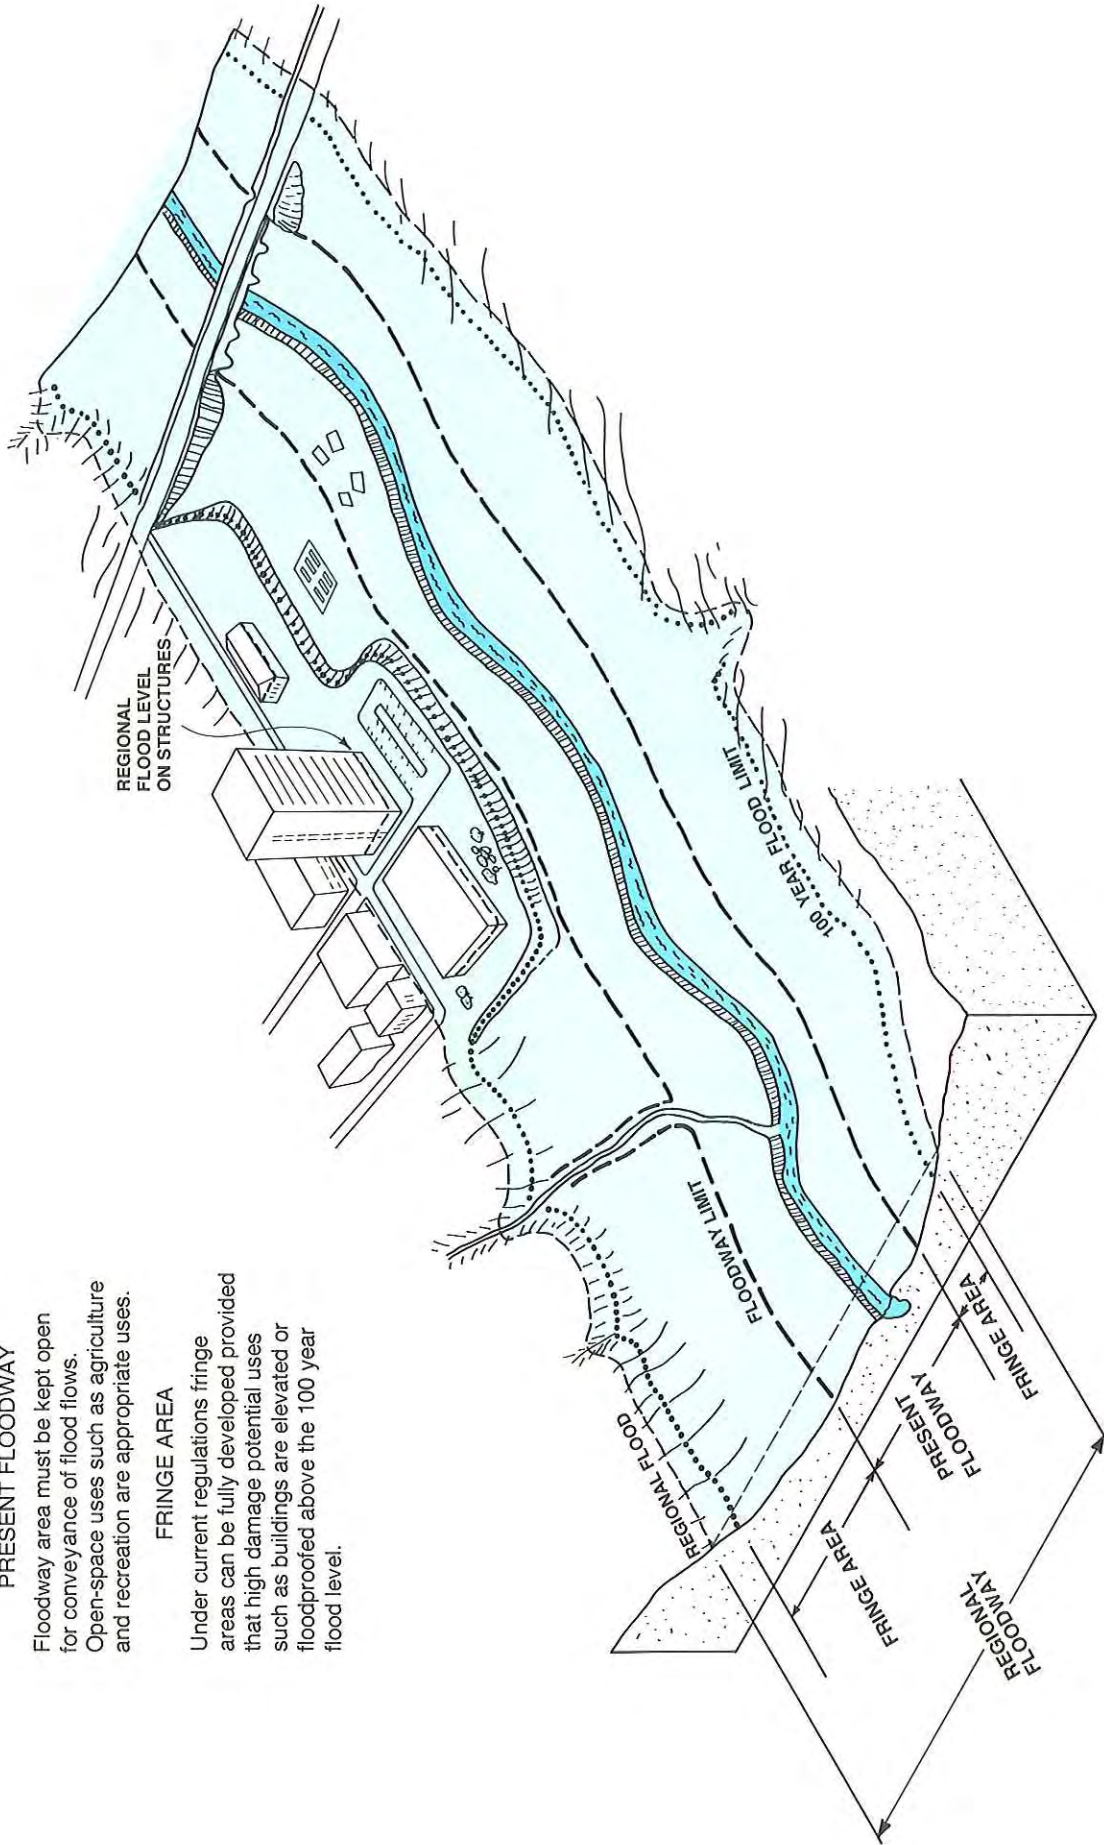 PRESENT FLOODWAY
Floodway area must be kept open
for conveyance of flood flows.
Open-space uses such as agriculture
and recreation are appropriate uses.
FRINGE AREA
Under current regulations fringe
areas can be fully developed provided
that high damage potential uses
such as buildings are elevated or
floodproofed above the 100 year
flood level.
REGIONAL
FLOOD LEVEL
ON STRUCTURES
100 YEAR FLOOD LIMIT
FLOODWAY LIMIT
REGIONAL FLOOD
FRINGE AREA
PRESENT
FLOODWAY
FRINGE AREA
REGIONAL
FLOODWAY